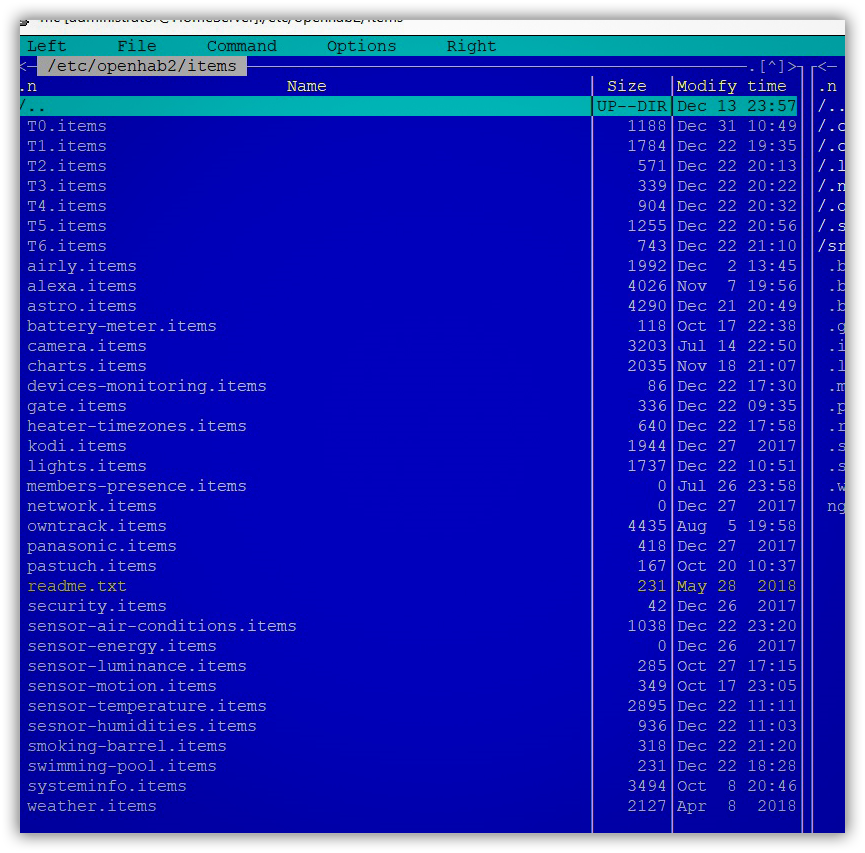 mc [administrator@HomeServer]:/etc/openhab2/items
Left File Command Options Right
<─ /etc/openhab2/items .[^]>
.n Name Size Modify time
/.. UP--DIR Dec 13 23:57
T0.items 1188 Dec 31 10:49
T1.items 1784 Dec 22 19:35
T2.items 571 Dec 22 20:13
T3.items 339 Dec 22 20:22
T4.items 904 Dec 22 20:32
T5.items 1255 Dec 22 20:56
T6.items 743 Dec 22 21:10
airly.items 1992 Dec 2 13:45
alexa.items 4026 Nov 7 19:56
astro.items 4290 Dec 21 20:49
battery-meter.items 118 Oct 17 22:38
camera.items 3203 Jul 14 22:50
charts.items 2035 Nov 18 21:07
devices-monitoring.items 86 Dec 22 17:30
gate.items 336 Dec 22 09:35
heater-timezones.items 640 Dec 22 17:58
kodi.items 1944 Dec 27 2017
lights.items 1737 Dec 22 10:51
members-presence.items 0 Jul 26 23:58
network.items 0 Dec 27 2017
owntrack.items 4435 Aug 5 19:58
panasonic.items 418 Dec 27 2017
pastuch.items 167 Oct 20 10:37
readme.txt 231 May 28 2018
security.items 42 Dec 26 2017
sensor-air-conditions.items 1038 Dec 22 23:20
sensor-energy.items 0 Dec 26 2017
sensor-luminance.items 285 Oct 27 17:15
sensor-motion.items 349 Oct 17 23:05
sensor-temperature.items 2895 Dec 22 11:11
sesnor-humidities.items 936 Dec 22 11:03
smoking-barrel.items 318 Dec 22 21:20
swimming-pool.items 231 Dec 22 18:28
systeminfo.items 3494 Oct 8 20:46
weather.items 2127 Apr 8 2018
<─
.n
/..
/.l
/.s
/sr
.b
.b
.b
.g
.i
.l
.m
.p
.r
.s
.s
.w
ng